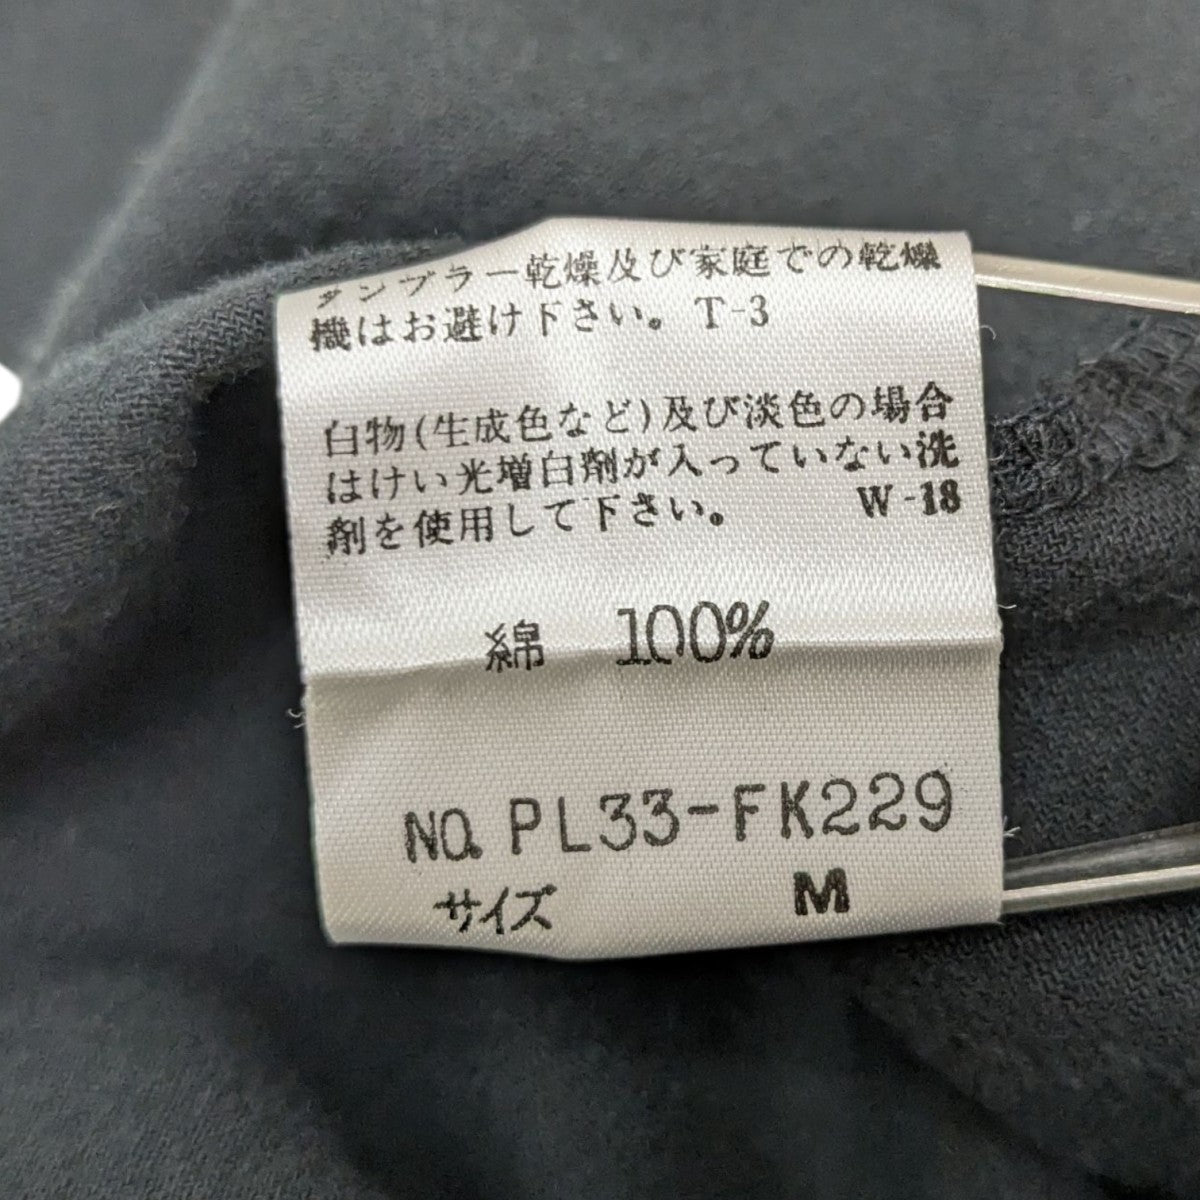 タンブラー乾燥及び家庭での乾燥
機はお避け下さい。T-3
白物(生成色など)及び淡色の場合
はけい光増白剤が入っていない洗
剤を使用して下さい。 W-18
綿 100%
NO. PL33-FK229
サイズ M